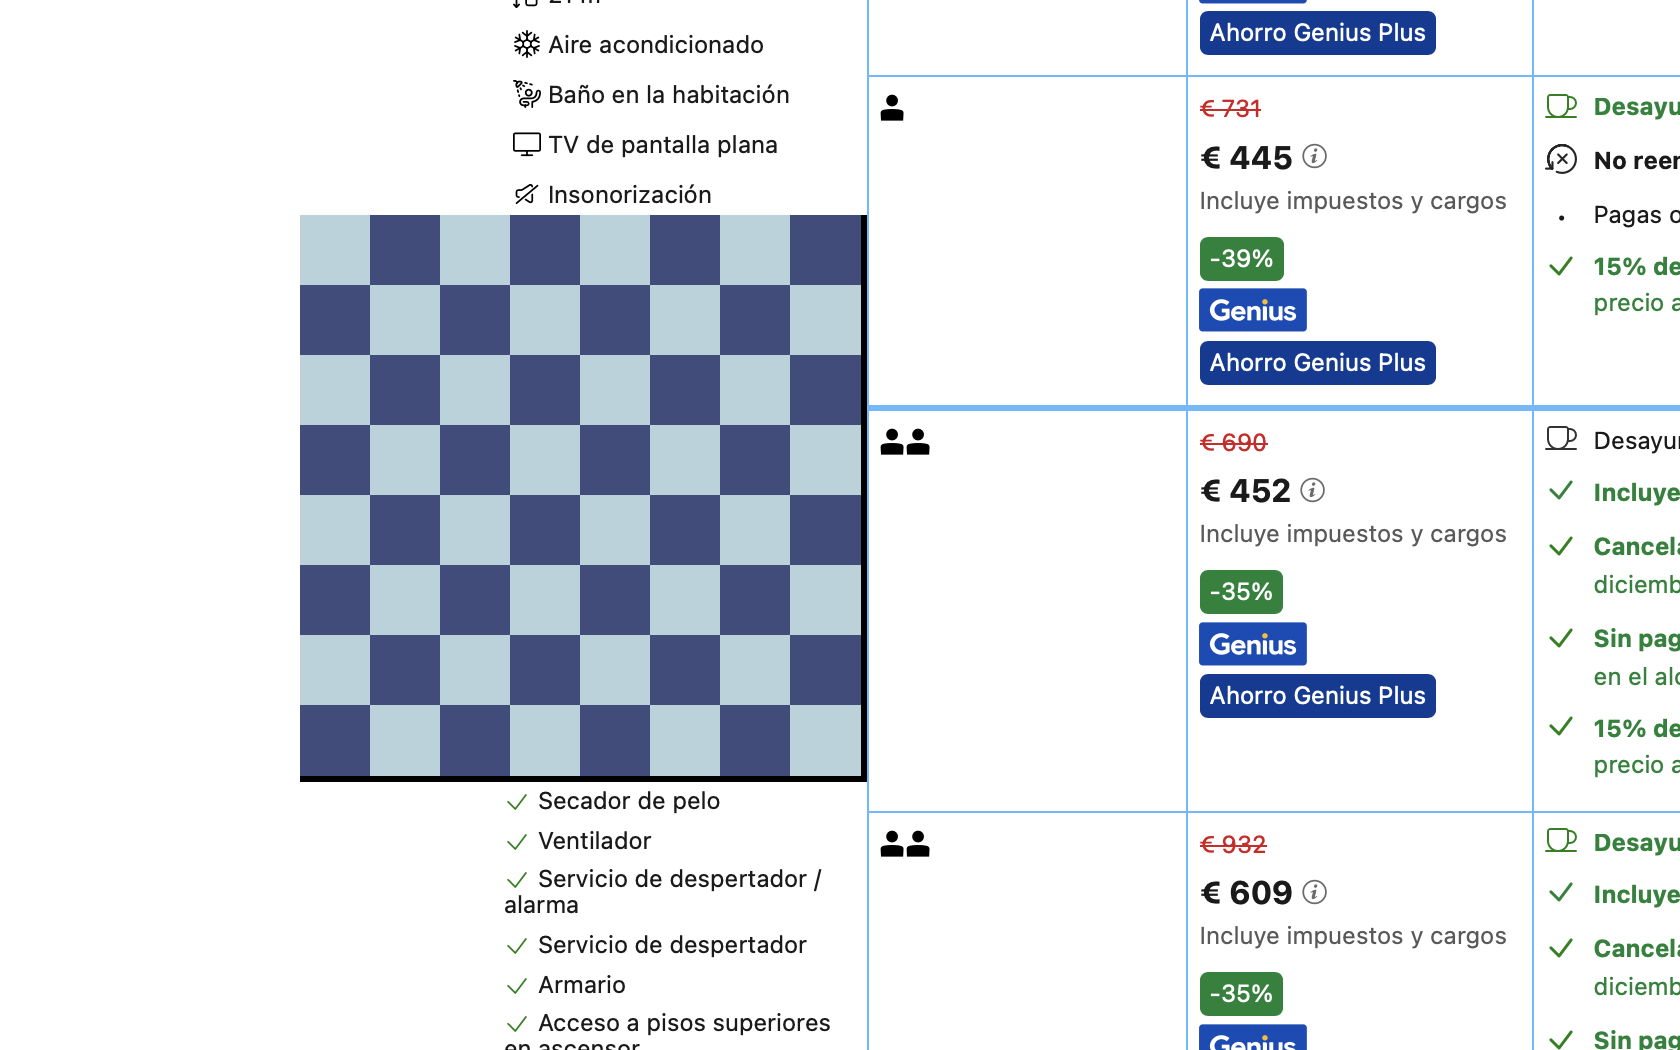 Aire acondicionado
Baño en la habitación
TV de pantalla plana
Insonorización
Secador de pelo
Ventilador
Servicio de despertador /
alarma
Servicio de despertador
Armario
Acceso a pisos superiores
en ascensor
Ahorro Genius Plus
€ 731
€ 445
Incluye impuestos y cargos
-39%
Genius
Ahorro Genius Plus
€ 690
€ 452
Incluye impuestos y cargos
-35%
Genius
Ahorro Genius Plus
€ 932
€ 609
Incluye impuestos y cargos
-35%
Genius
Desayu
No reem
• Pagas
15% de
precio a
Desayu
Incluye
Cancela
diciemb
Sin pag
en el alo
15% de
precio a
Desayu
Incluye
Cancela
diciemb
Sin pag